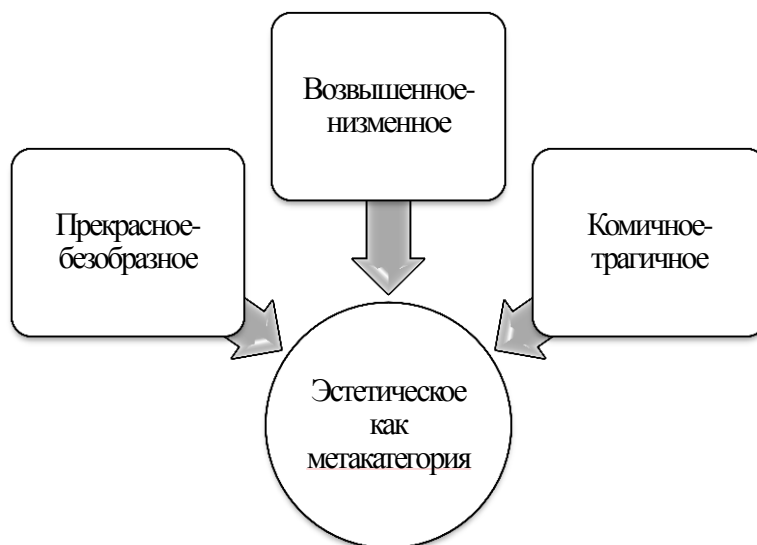 Возвышенное-
низменное
Прекрасное-
безобразное
Комичное-
трагичное
Эстетическое
как
метакатегория